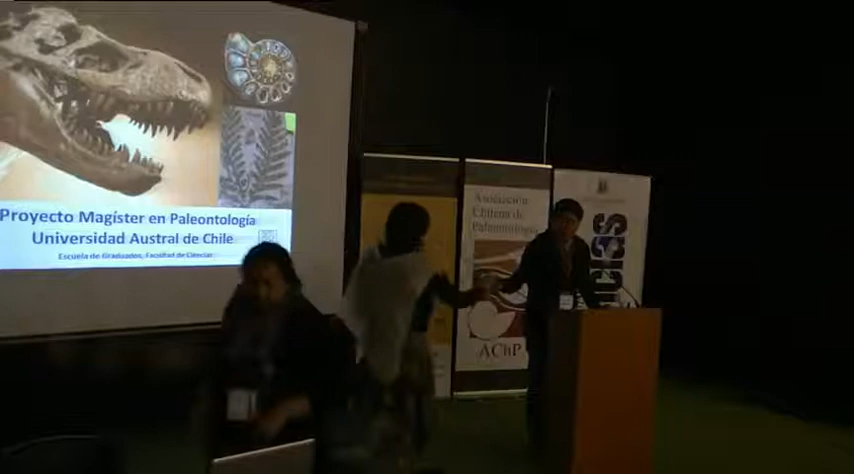 Proyecto Magíster en Paleontología
Universidad Austral de Chile
Escuela de Graduados, Facultad de Ciencias
Asociación
Chilena de
Paleontología
AChP